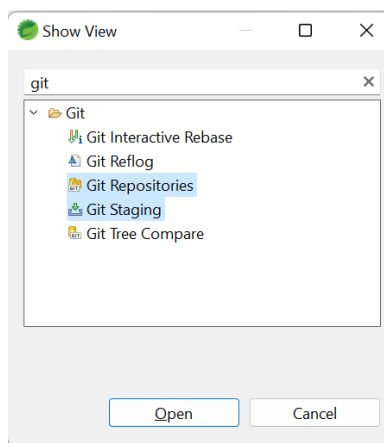 Show View
git
Git
Git Interactive Rebase
Git Reflog
Git Repositories
Git Staging
Git Tree Compare
Open
Cancel